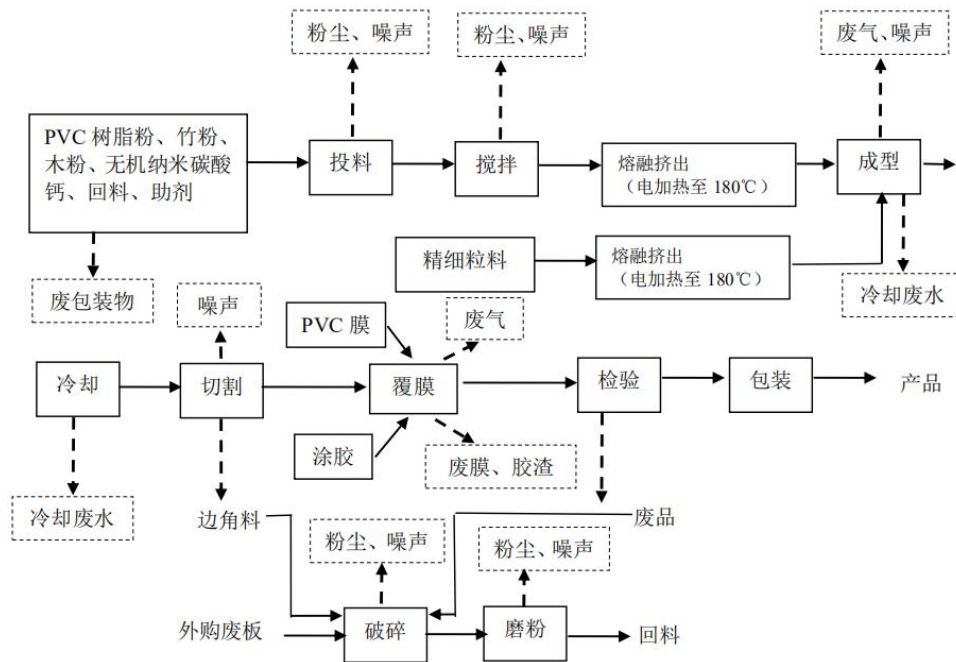 粉尘、噪声
粉尘、噪声
废气、噪声
PVC 树脂粉、竹粉、
木粉、无机纳米碳酸
钙、回料、助剂
投料
搅拌
熔融挤出
（电加热至 180℃）
成型
精细粒料
熔融挤出
（电加热至 180℃）
废包装物
噪声
冷却废水
PVC 膜
废气
冷却
切割
覆膜
检验
包装
产品
涂胶
废膜、胶渣
冷却废水
边角料
废品
粉尘、噪声
粉尘、噪声
外购废板
破碎
磨粉
回料